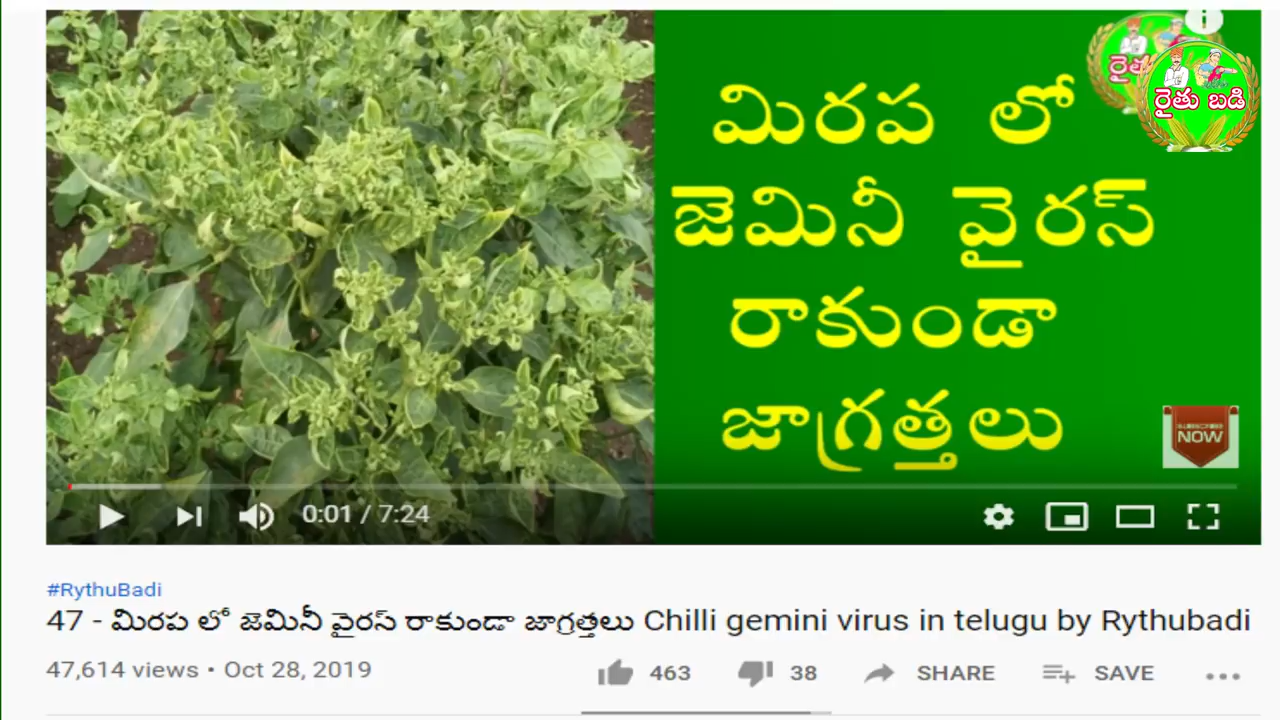 రైతు
రైతు బడి
మిరప లో
జెమినీ వైరస్
రాకుండా
జాగ్రత్తలు
SUBSCRIBE
NOW
0:01 / 7:24
#RythuBadi
47 - మిరప లో జెమినీ వైరస్ రాకుండా జాగ్రత్తలు Chilli gemini virus in telugu by Rythubadi
47,614 views • Oct 28, 2019
463
38
SHARE
SAVE